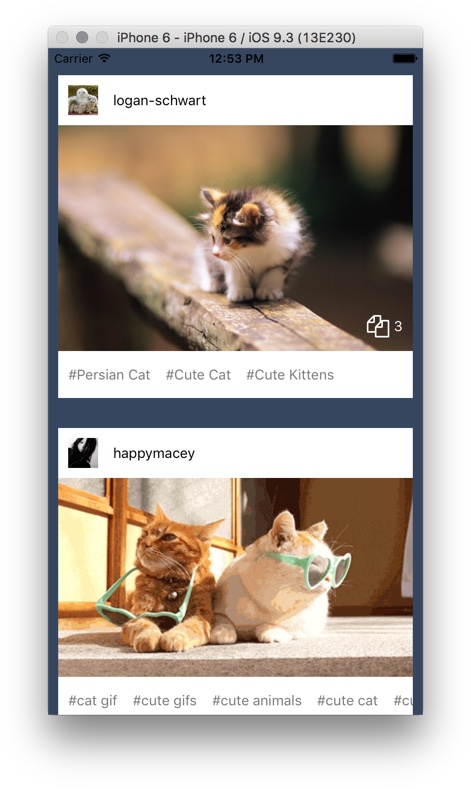 iPhone 6 - iPhone 6 / iOS 9.3 (13E230)
Carrier 12:53 PM
logan-schwart
3
#Persian Cat #Cute Cat #Cute Kittens
happymacey
#cat gif #cute gifs #cute animals #cute cat #cu